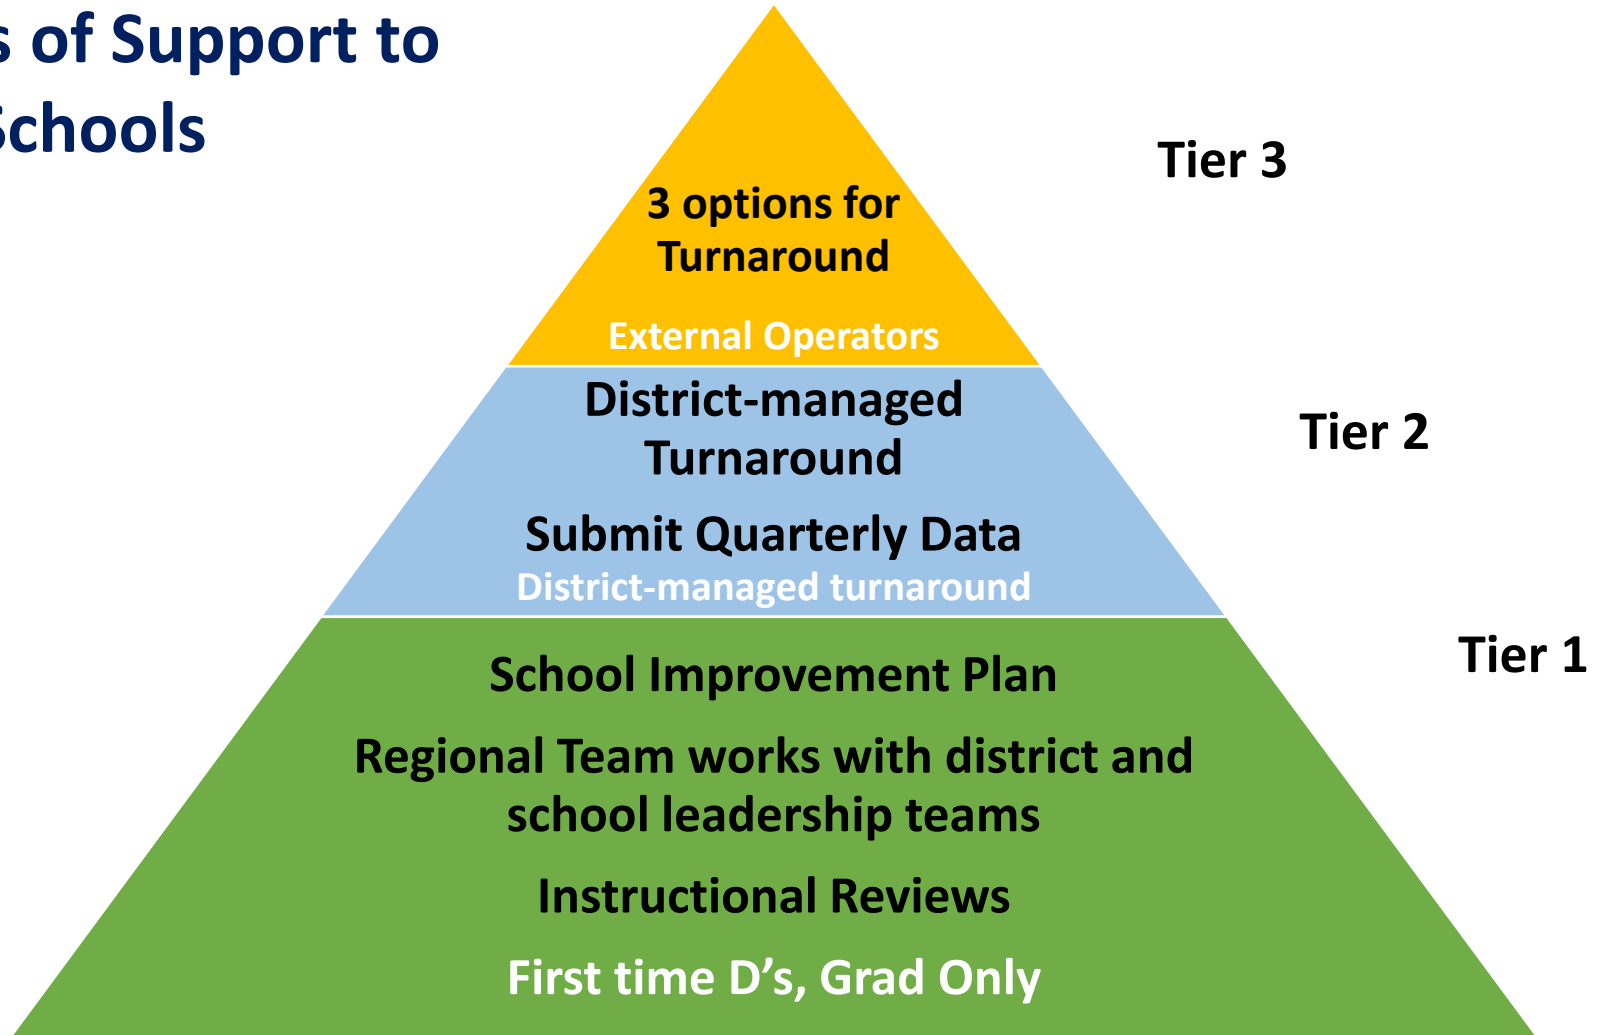 of Support to
Schools
Tier 3
3 options for
Turnaround
External Operators
District-managed
Turnaround
Tier 2
Submit Quarterly Data
District-managed turnaround
School Improvement Plan
Tier 1
Regional Team works with district and
school leadership teams
Instructional Reviews
First time D’s, Grad Only